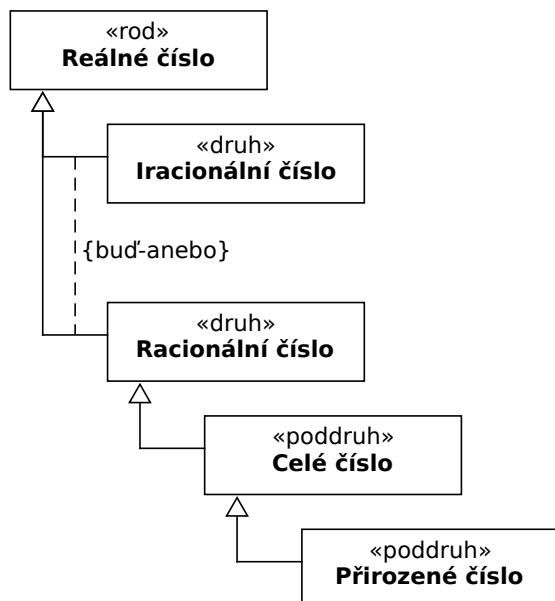 «rod»
Reálné číslo
«druh»
Iracionální číslo
{buď-anebo}
«druh»
Racionální číslo
«poddruh»
Celé číslo
«poddruh»
Přirozené číslo